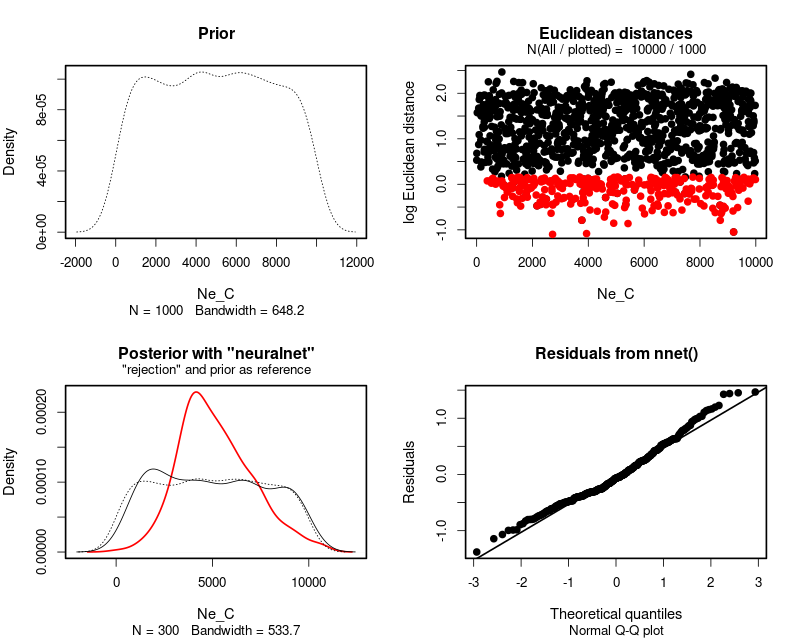 Prior
Density
0e+00
4e-05
8e-05
-2000 0 2000 4000 6000 8000 12000
Ne_C
N = 1000 Bandwidth = 648.2
Euclidean distances
N(All / plotted) = 10000 / 1000
log Euclidean distance
-1.0
0.0
1.0
2.0
0 2000 4000 6000 8000 10000
Ne_C
Posterior with "neuralnet"
"rejection" and prior as reference
Density
0.00000
0.00010
0.00020
0 5000 10000
Ne_C
N = 300 Bandwidth = 533.7
Residuals from nnet()
Residuals
-1.0
0.0
1.0
-3 -2 -1 0 1 2 3
Theoretical quantiles
Normal Q-Q plot